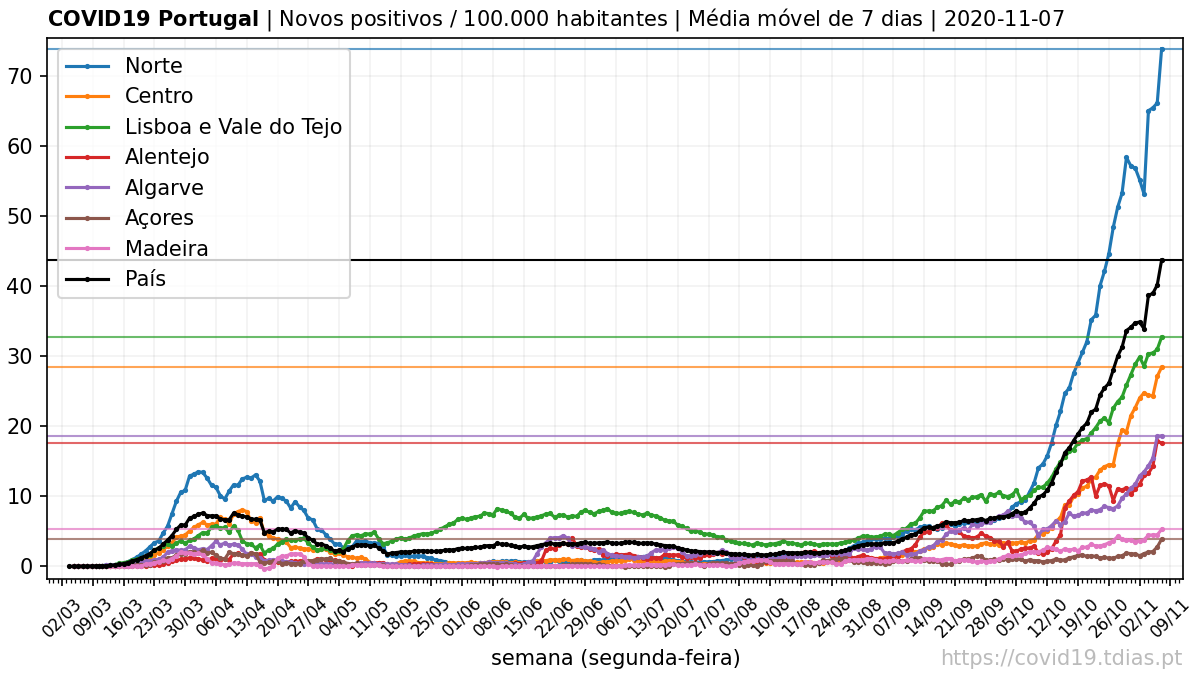 COVID19 Portugal | Novos positivos / 100.000 habitantes | Média móvel de 7 dias | 2020-11-07
70
60
50
40
30
20
10
0
Norte
Centro
Lisboa e Vale do Tejo
Alentejo
Algarve
Açores
Madeira
País
02/03 09/03 16/03 23/03 30/03 06/04 13/04 20/04 27/04 04/05 11/05 18/05 25/05 01/06 08/06 15/06 22/06 29/06 06/07 13/07 20/07 27/08 03/08 10/08 17/08 24/08 31/09 07/09 14/09 21/09 28/09 05/10 12/10 19/10 26/10 02/11 09/11
semana (segunda-feira)
https://covid19.tdias.pt